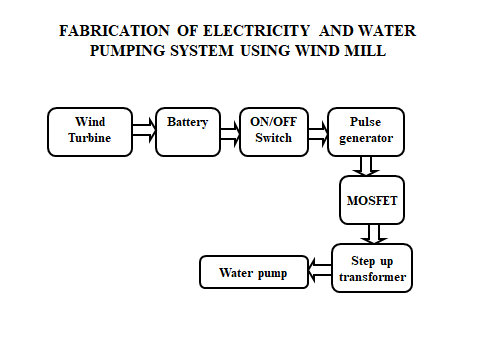 FABRICATION OF ELECTRICITY AND WATER
PUMPING SYSTEM USING WIND MILL
Wind
Turbine
Battery
ON/OFF
Switch
Pulse
generator
MOSFET
Step up
transformer
Water pump